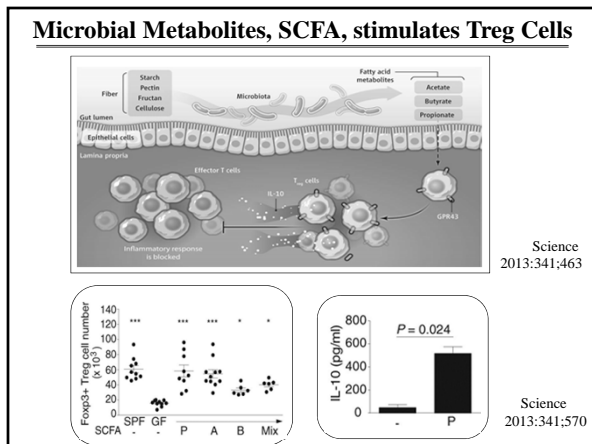 Microbial Metabolites, SCFA, stimulates Treg Cells
Fatty acid
metabolites
Fiber
Starch
Pectin
Fructan
Cellulose
Microbiota
Acetate
Butyrate
Propionate
Gut lumen
Epithelial cells
Lamina propria
Effector T cells
IL-10
Treg cells
GPR43
Inflammatory response
is blocked
Science
2013:341;463
Foxp3+ Treg cell number
(x 10³)
140
120
100
80
60
40
20
0
*** *** *** * *
SPF GF
SCFA - - P A B Mix
IL-10 (pg/ml)
800
600
400
200
0
P = 0.024
- P
Science
2013:341;570